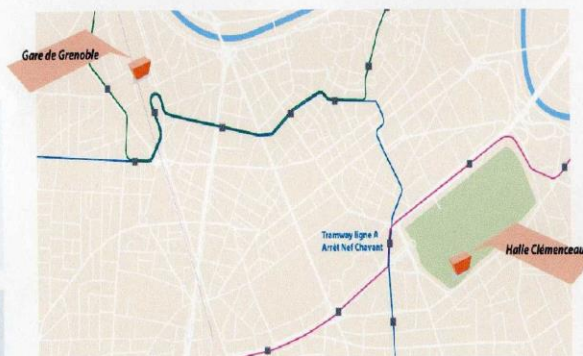 Gare de Grenoble
Tramway ligne A
Arrêt Nef Chavant
Halle Clémenceau